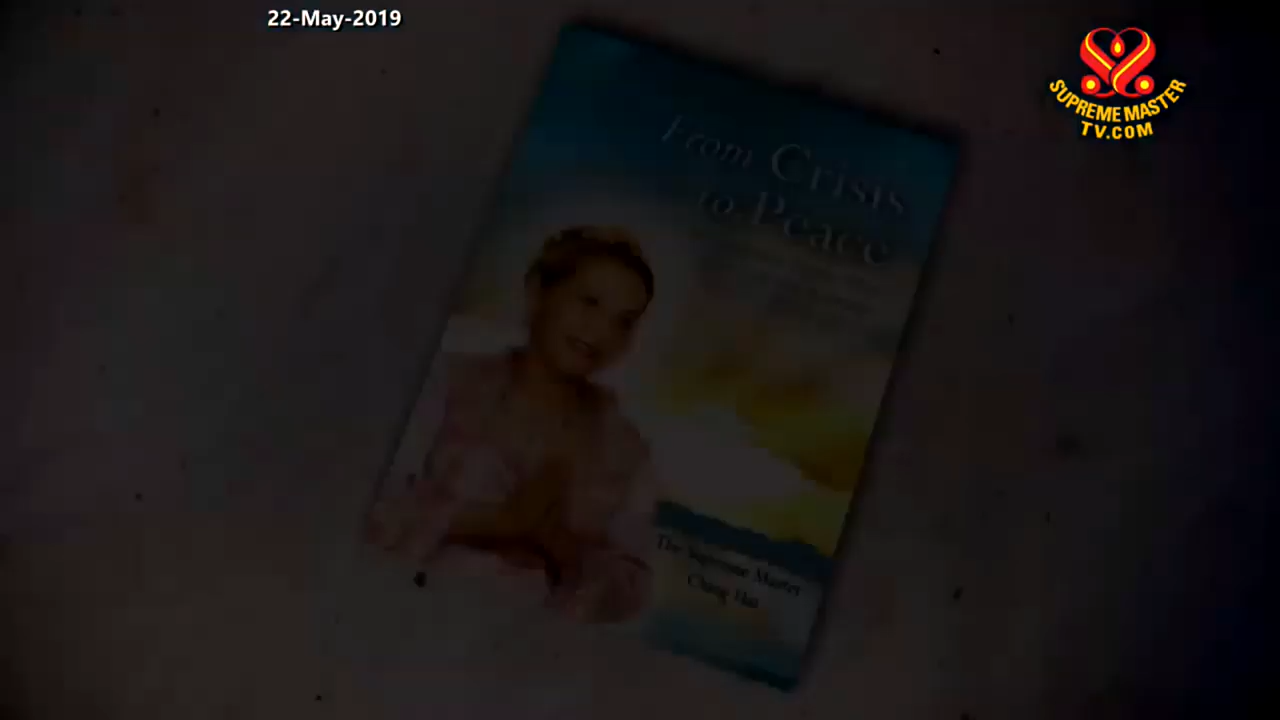 22-May-2019
SUPREME MASTER
TV.COM
From Crisis
to Peace
The Supreme Master
Ching Hai